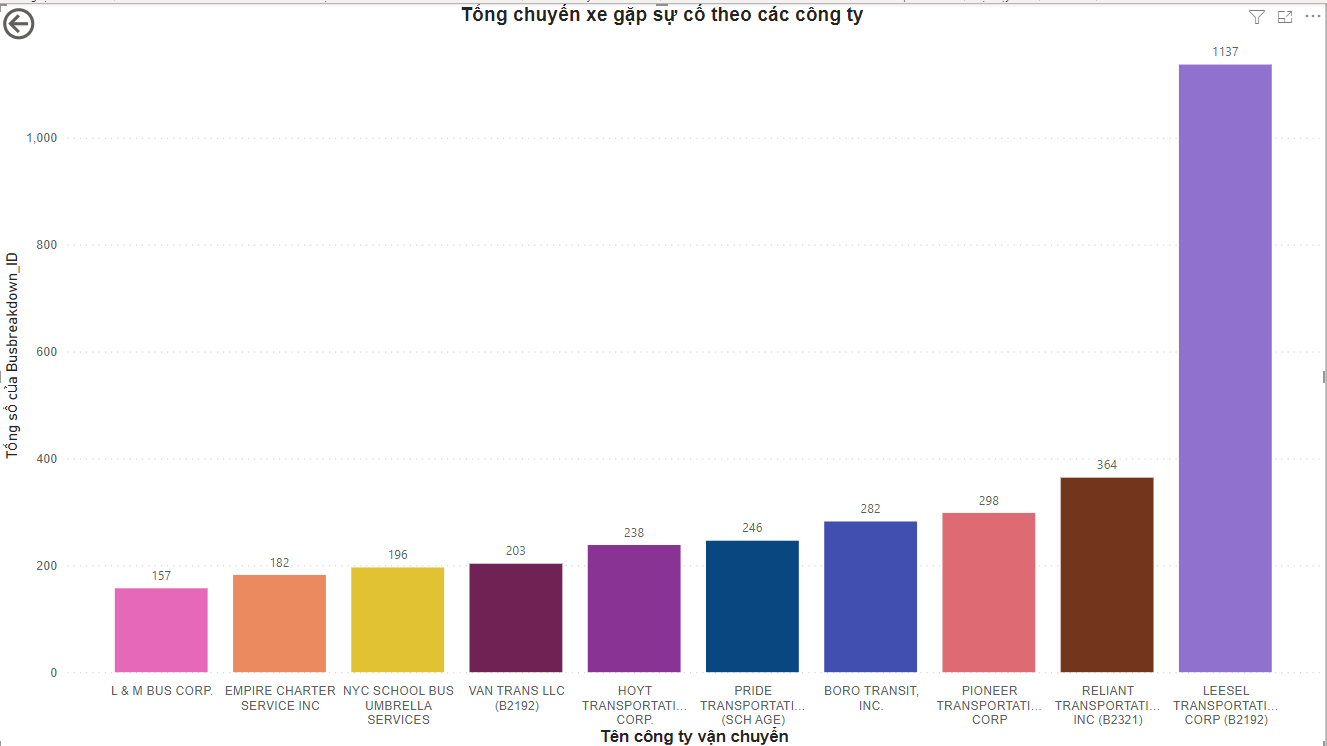 Tổng chuyến xe gặp sự cố theo các công ty
1137
1,000
800
600
400
200
0
Tổng số của Busbreakdown_ID
157
182
196
203
238
246
282
298
364
L & M BUS CORP.
EMPIRE CHARTER
SERVICE INC
NYC SCHOOL BUS
UMBRELLA
SERVICES
VAN TRANS LLC
(B2192)
HOYT
TRANSPORTATI...
CORP.
PRIDE
TRANSPORTATI...
(SCH AGE)
BORO TRANSIT,
INC.
PIONEER
TRANSPORTATI...
CORP
RELIANT
TRANSPORTATI...
INC (B2321)
LEESEL
TRANSPORTATI...
CORP (B2192)
Tên công ty vận chuyển